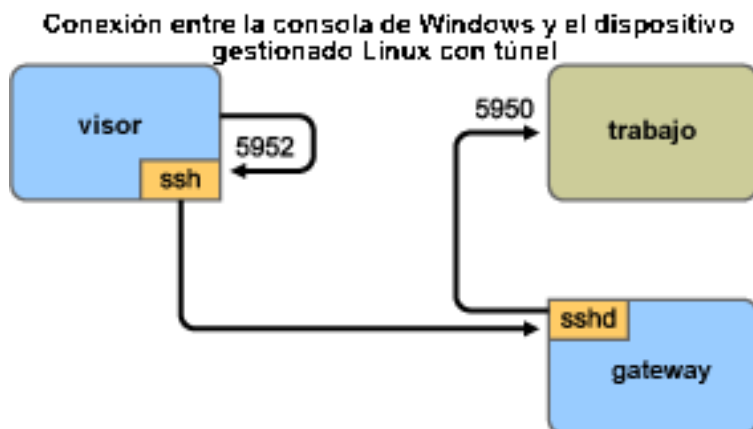 Conexión entre la consola de Windows y el dispositivo
gestionado Linux con túnel
visor
5952
ssh
5950
trabajo
sshd
gateway